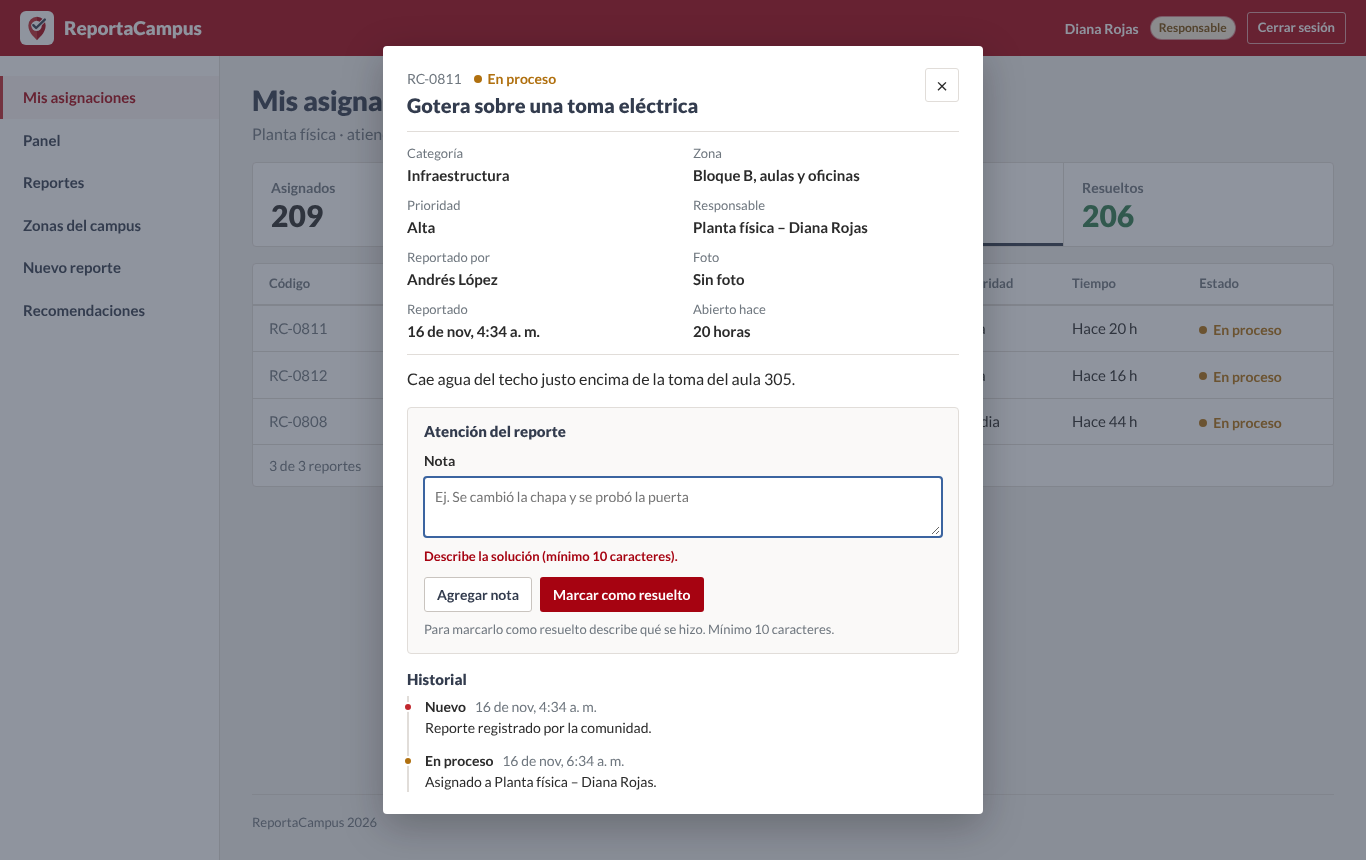 ReportaCampus
Diana Rojas
Responsable
Cerrar sesión
Mis asignaciones
Panel
Reportes
Zonas del campus
Nuevo reporte
Recomendaciones
Mis asigna
Planta física · atien
Asignados
209
Resueltos
206
Código
ridad
Tiempo
Estado
RC-0811
Hace 20 h
En proceso
RC-0812
Hace 16 h
En proceso
RC-0808
dia
Hace 44 h
En proceso
3 de 3 reportes
RC-0811 En proceso
Gotera sobre una toma eléctrica
×
Categoría
Infraestructura
Zona
Bloque B, aulas y oficinas
Prioridad
Alta
Responsable
Planta física – Diana Rojas
Reportado por
Andrés López
Foto
Sin foto
Reportado
16 de nov, 4:34 a. m.
Abierto hace
20 horas
Cae agua del techo justo encima de la toma del aula 305.
Atención del reporte
Nota
Ej. Se cambió la chapa y se probó la puerta
Describe la solución (mínimo 10 caracteres).
Agregar nota
Marcar como resuelto
Para marcarlo como resuelto describe qué se hizo. Mínimo 10 caracteres.
Historial
Nuevo 16 de nov, 4:34 a. m.
Reporte registrado por la comunidad.
En proceso 16 de nov, 6:34 a. m.
Asignado a Planta física – Diana Rojas.
ReportaCampus 2026